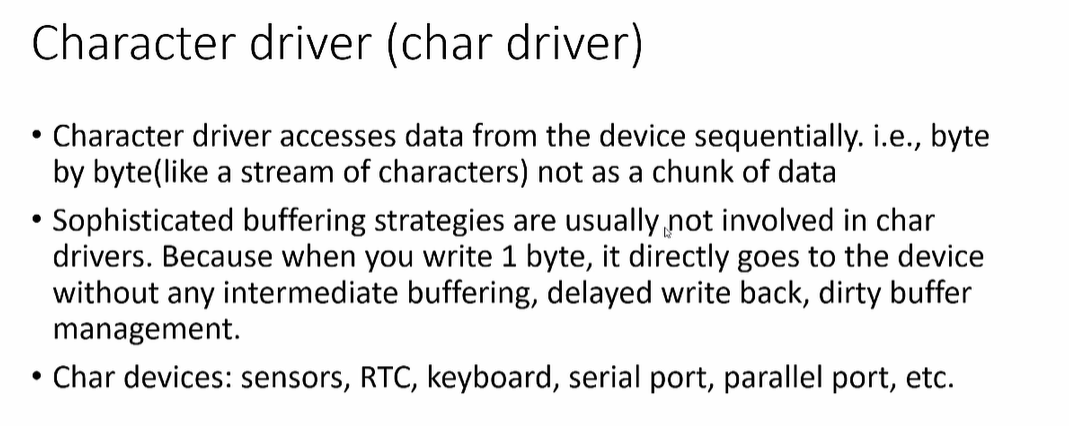 Character driver (char driver)
• Character driver accesses data from the device sequentially. i.e., byte
by byte(like a stream of characters) not as a chunk of data
• Sophisticated buffering strategies are usually not involved in char
drivers. Because when you write 1 byte, it directly goes to the device
without any intermediate buffering, delayed write back, dirty buffer
management.
• Char devices: sensors, RTC, keyboard, serial port, parallel port, etc.